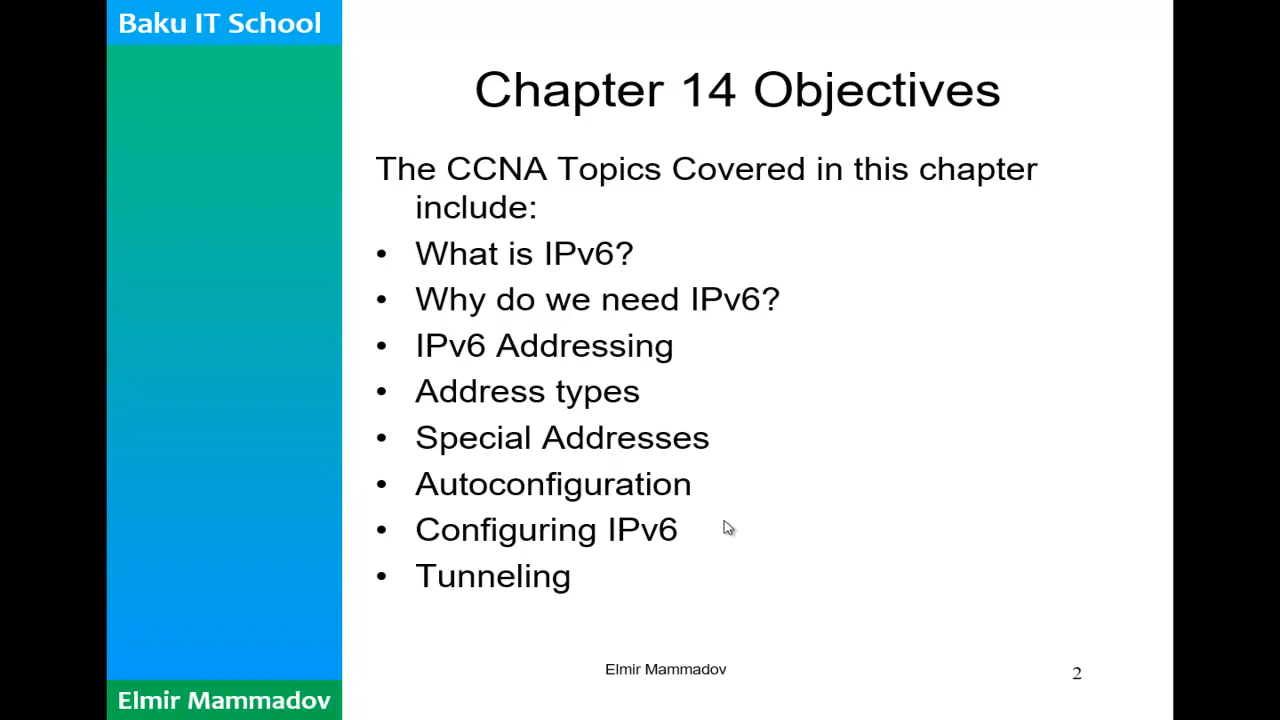 Baku IT School
Chapter 14 Objectives
The CCNA Topics Covered in this chapter
include:
• What is IPv6?
• Why do we need IPv6?
• IPv6 Addressing
• Address types
• Special Addresses
• Autoconfiguration
• Configuring IPv6
• Tunneling
Elmir Mammadov
2
Elmir Mammadov